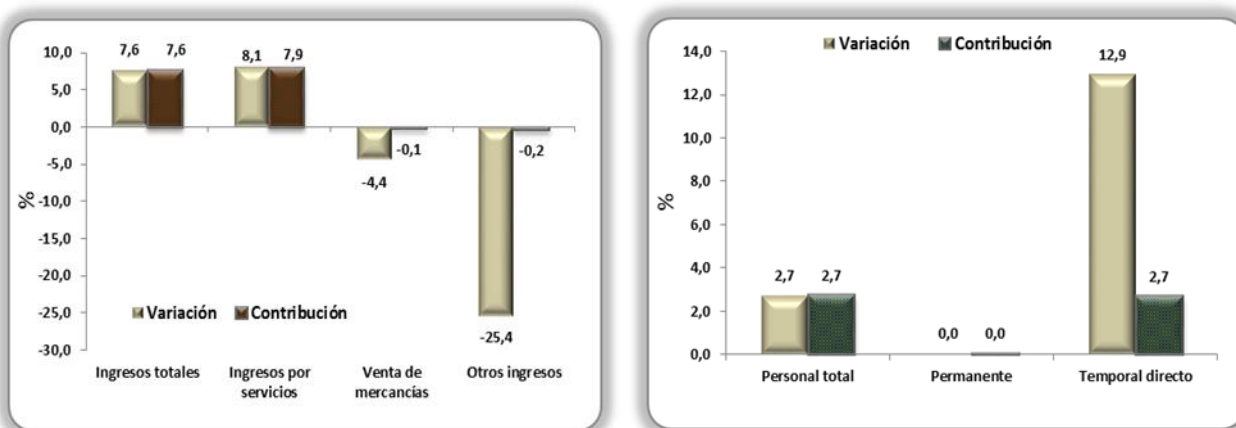 10,0
5,0
0,0
-5,0
-10,0
-15,0
-20,0
-25,0
-30,0
%
7,6 7,6
8,1 7,9
-4,4 -0,1
-25,4 -0,2
Variación Contribución
Ingresos totales
Ingresos por
servicios
Venta de
mercancías
Otros ingresos
14,0
12,0
10,0
8,0
6,0
4,0
2,0
0,0
%
Variación Contribución
2,7 2,7
0,0 0,0
12,9 2,7
Personal total
Permanente
Temporal directo